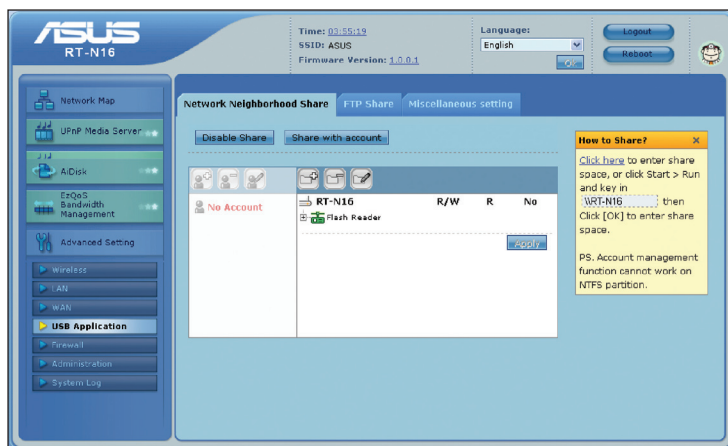 ASUS
RT-N16
Time: 03:55:19
SSID: ASUS
Firmware Version: 1.0.0.1
Language:
English
OK
Logout
Reboot
Network Map
UPnP Media Server
AiDisk
EzQoS
Bandwidth
Management
Advanced Setting
Wireless
LAN
WAN
USB Application
Firewall
Administration
System Log
Network Neighborhood Share
FTP Share
Miscellaneous setting
Disable Share
Share with account
No Account
RT-N16 R/W R No
Flash Reader
Apply
How to Share?
Click here to enter share
space, or click Start > Run
and key in
\\RT-N16 then
Click [OK] to enter share
space.
PS. Account management
function cannot work on
NTFS partition.